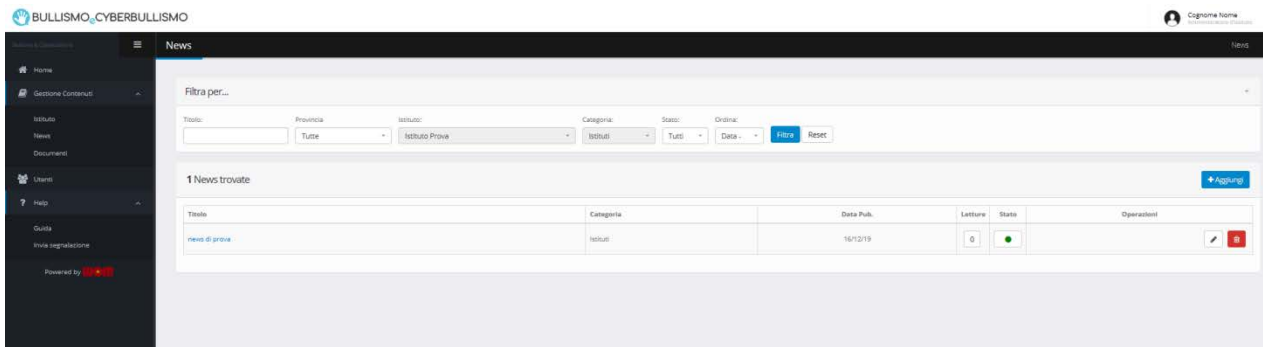 BULLISMO e CYBERBULLISMO
Cognome Nome
News
News
Home
Gestione Contenuti
Istituto
News
Documenti
Utenti
? Help
Guida
Invia segnalazione
Powered by
Filtra per...
Titolo: Provincia Istituto: Categoria: Stato: Ordina:
Tutte Istituto Prova Istituti Tutti Data Filtra Reset
1 News trovate
+Aggiungi
Titolo Categoria Data Pub. Letture Stato Operazioni
news di prova Istituti 16/12/19 0